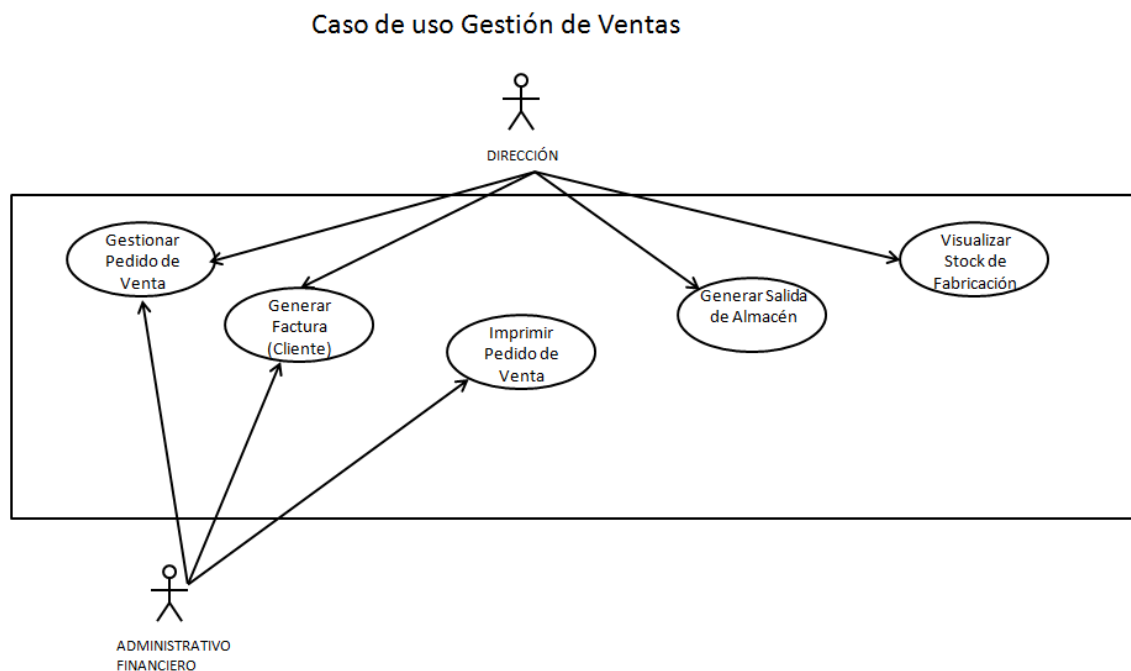 Caso de uso Gestión de Ventas
DIRECCIÓN
Gestionar
Pedido de
Venta
Generar
Factura
(Cliente)
Imprimir
Pedido de
Venta
Generar Salida
de Almacén
Visualizar
Stock de
Fabricación
ADMINISTRATIVO
FINANCIERO